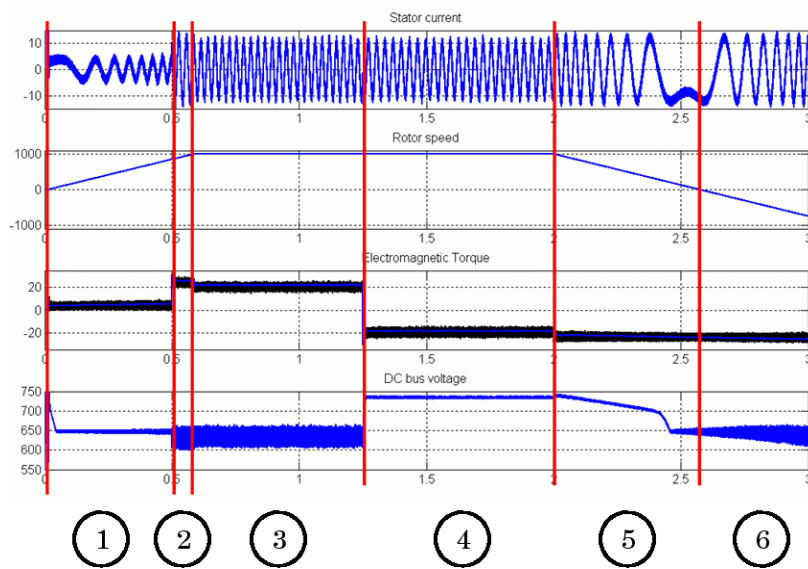 Stator current
10
0
-10
0 0.5 1 1.5 2 2.5 3
Rotor speed
1000
0
-1000
0 0.5 1 1.5 2 2.5 3
Electromagnetic Torque
20
0
-20
0 0.5 1 1.5 2 2.5 3
DC bus voltage
750
700
650
600
550
0 0.5 1 1.5 2 2.5 3
1 2 3 4 5 6